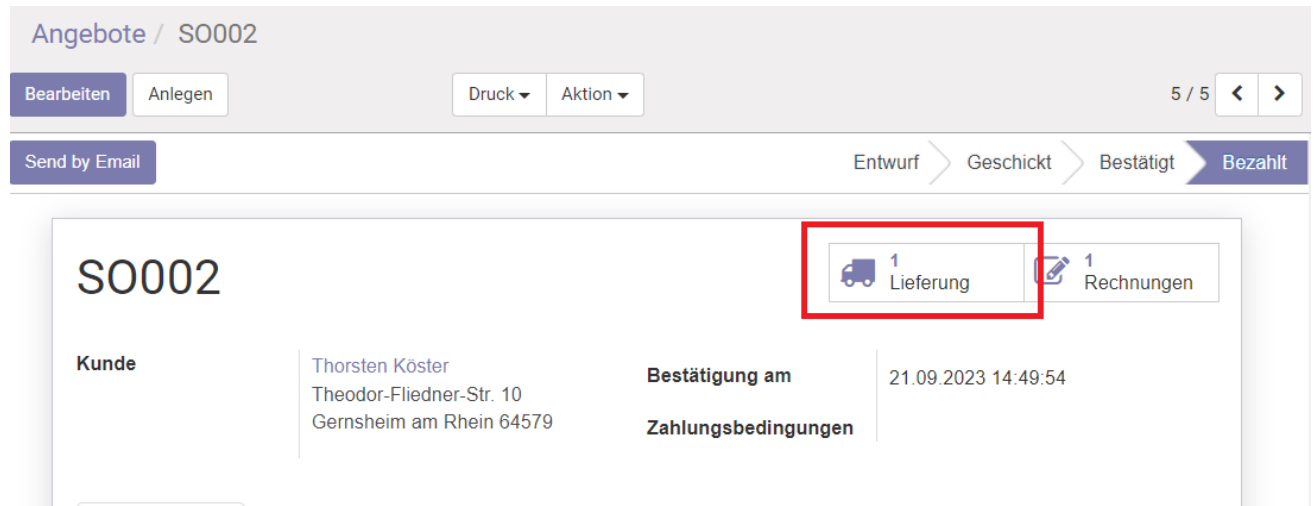 Angebote / SO002
Bearbeiten Anlegen Druck Aktion 5 / 5
Send by Email Entwurf Geschickt Bestätigt Bezahlt
SO002
1 1
Lieferung Rechnungen
Kunde
Thorsten Köster
Theodor-Fliedner-Str. 10
Gernsheim am Rhein 64579
Bestätigung am 21.09.2023 14:49:54
Zahlungsbedingungen